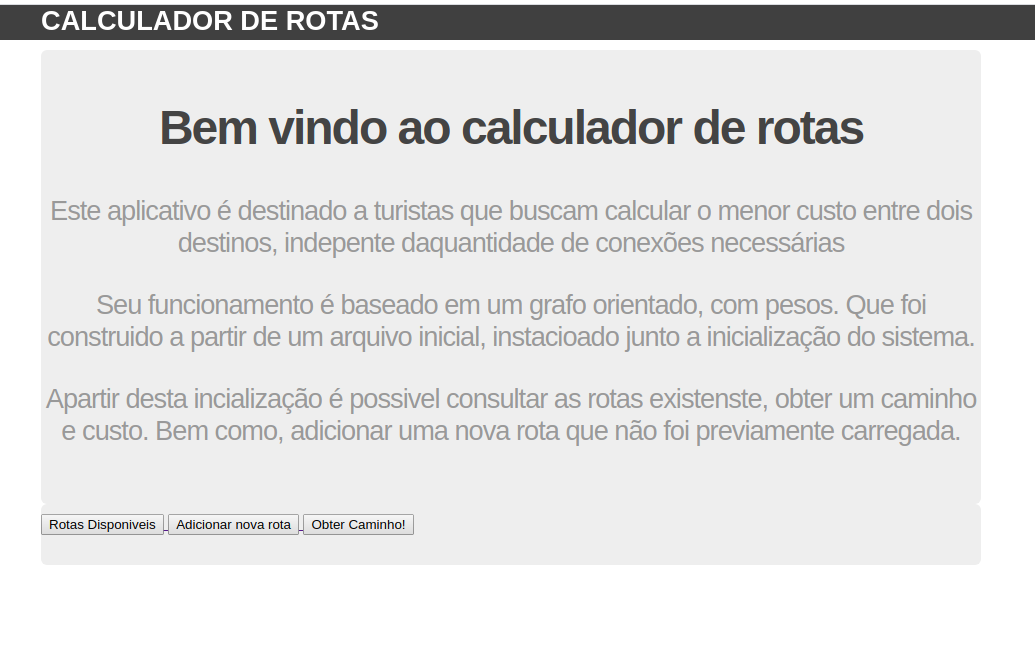 CALCULADOR DE ROTAS
Bem vindo ao calculador de rotas
Este aplicativo é destinado a turistas que buscam calcular o menor custo entre dois
destinos, indepente daquantidade de conexões necessárias
Seu funcionamento é baseado em um grafo orientado, com pesos. Que foi
construido a partir de um arquivo inicial, instacioado junto a inicialização do sistema.
Apartir desta incialização é possivel consultar as rotas existenste, obter um caminho
e custo. Bem como, adicionar uma nova rota que não foi previamente carregada.
Rotas Disponiveis Adicionar nova rota Obter Caminho!